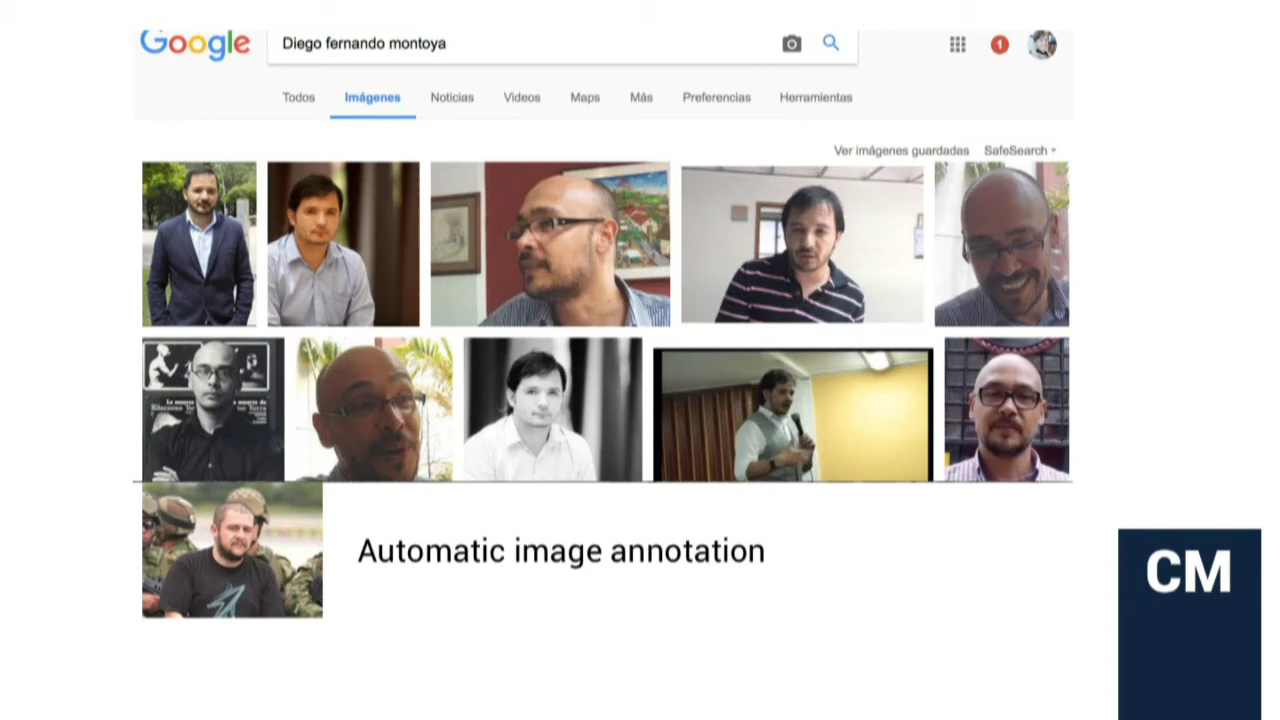 Google
Diego fernando montoya
1
Todos Imágenes Noticias Videos Maps Más Preferencias Herramientas
Ver imágenes guardadas SafeSearch
Automatic image annotation
CM